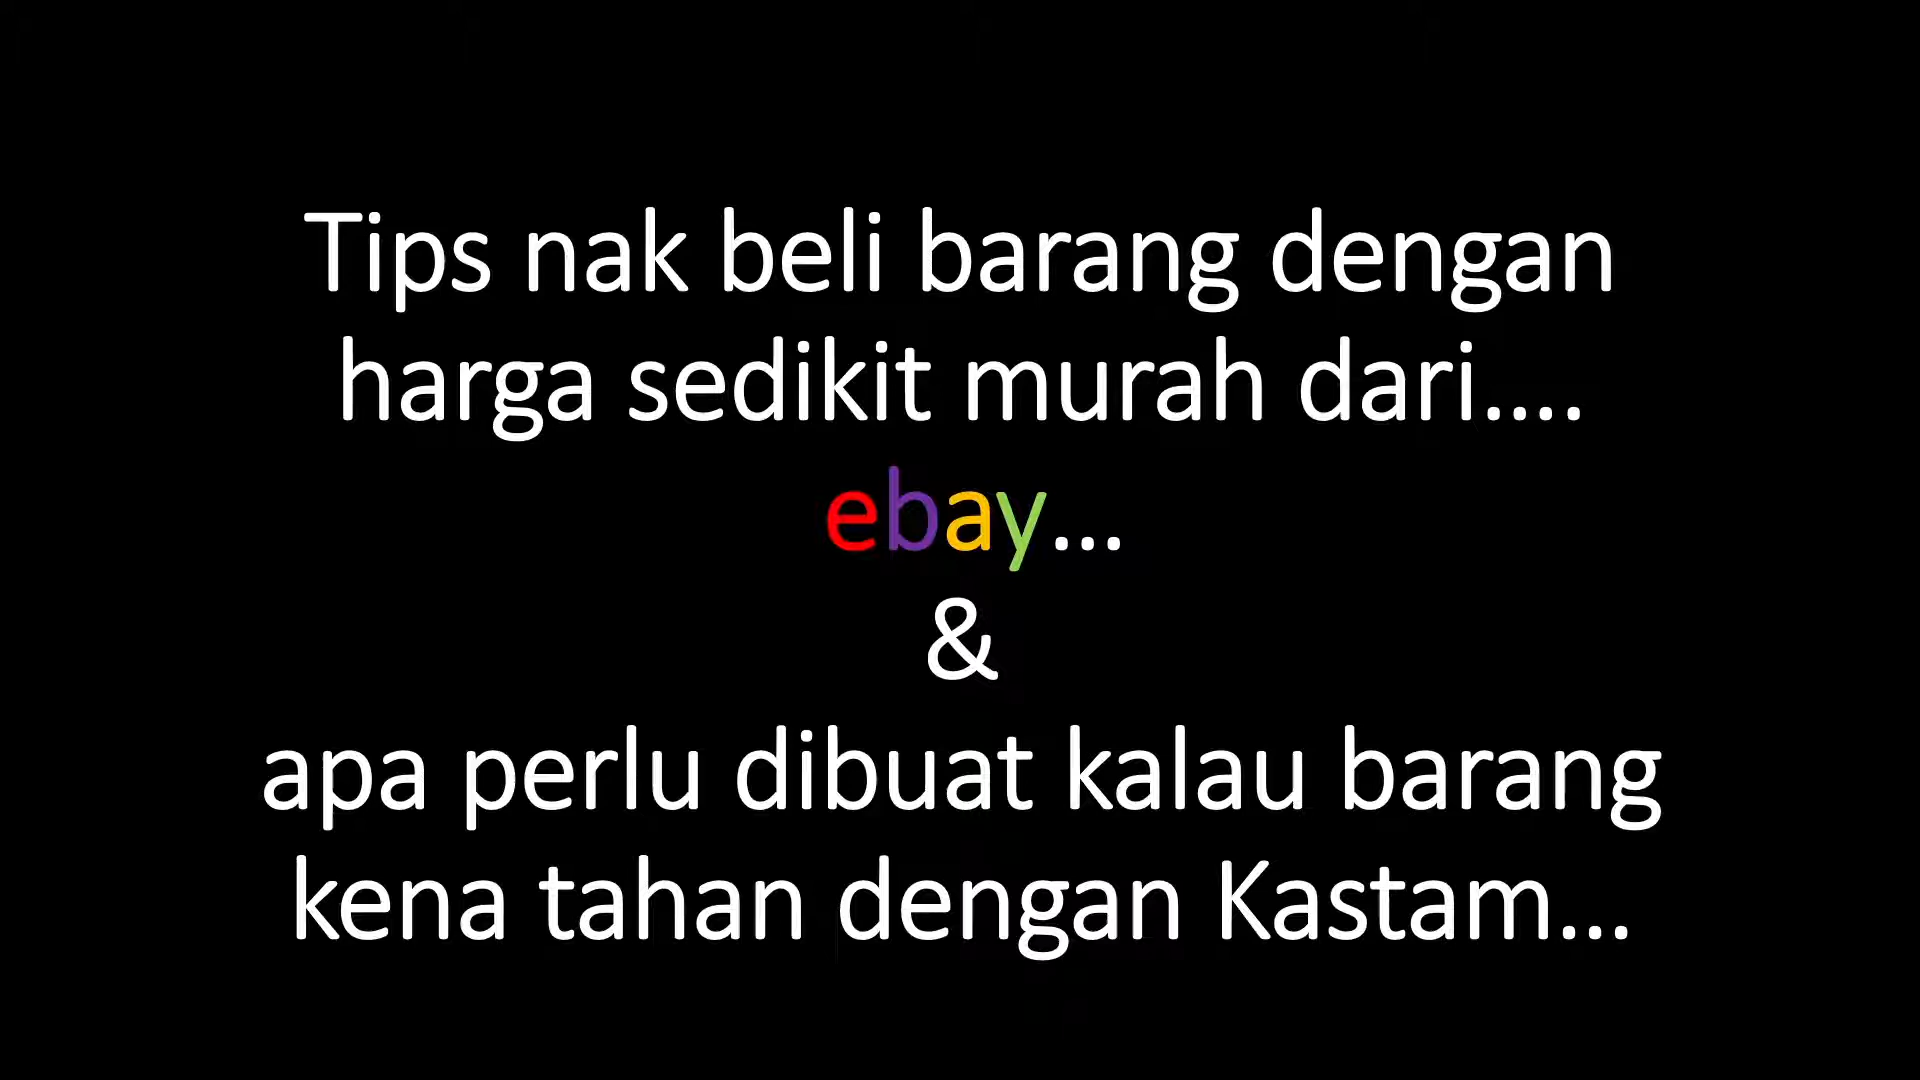 Tips nak beli barang dengan
harga sedikit murah dari....
ebay...
&
apa perlu dibuat kalau barang
kena tahan dengan Kastam...